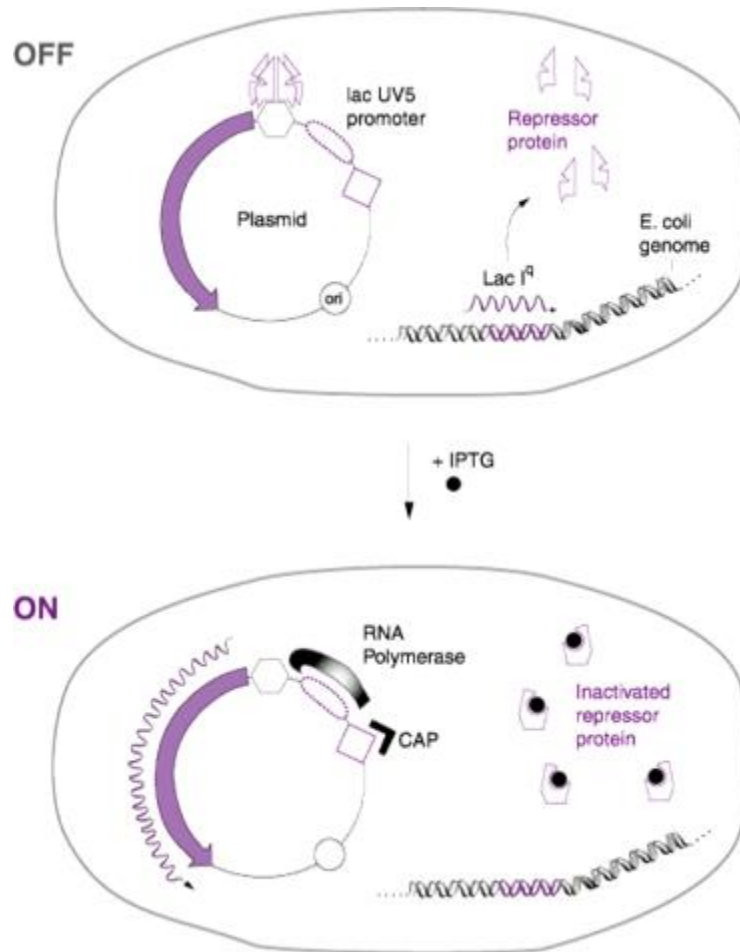 OFF
lac UV5
promoter
Repressor
protein
Plasmid
E. coli
genome
Lac I^q
ori
+ IPTG
ON
RNA
Polymerase
CAP
Inactivated
repressor
protein